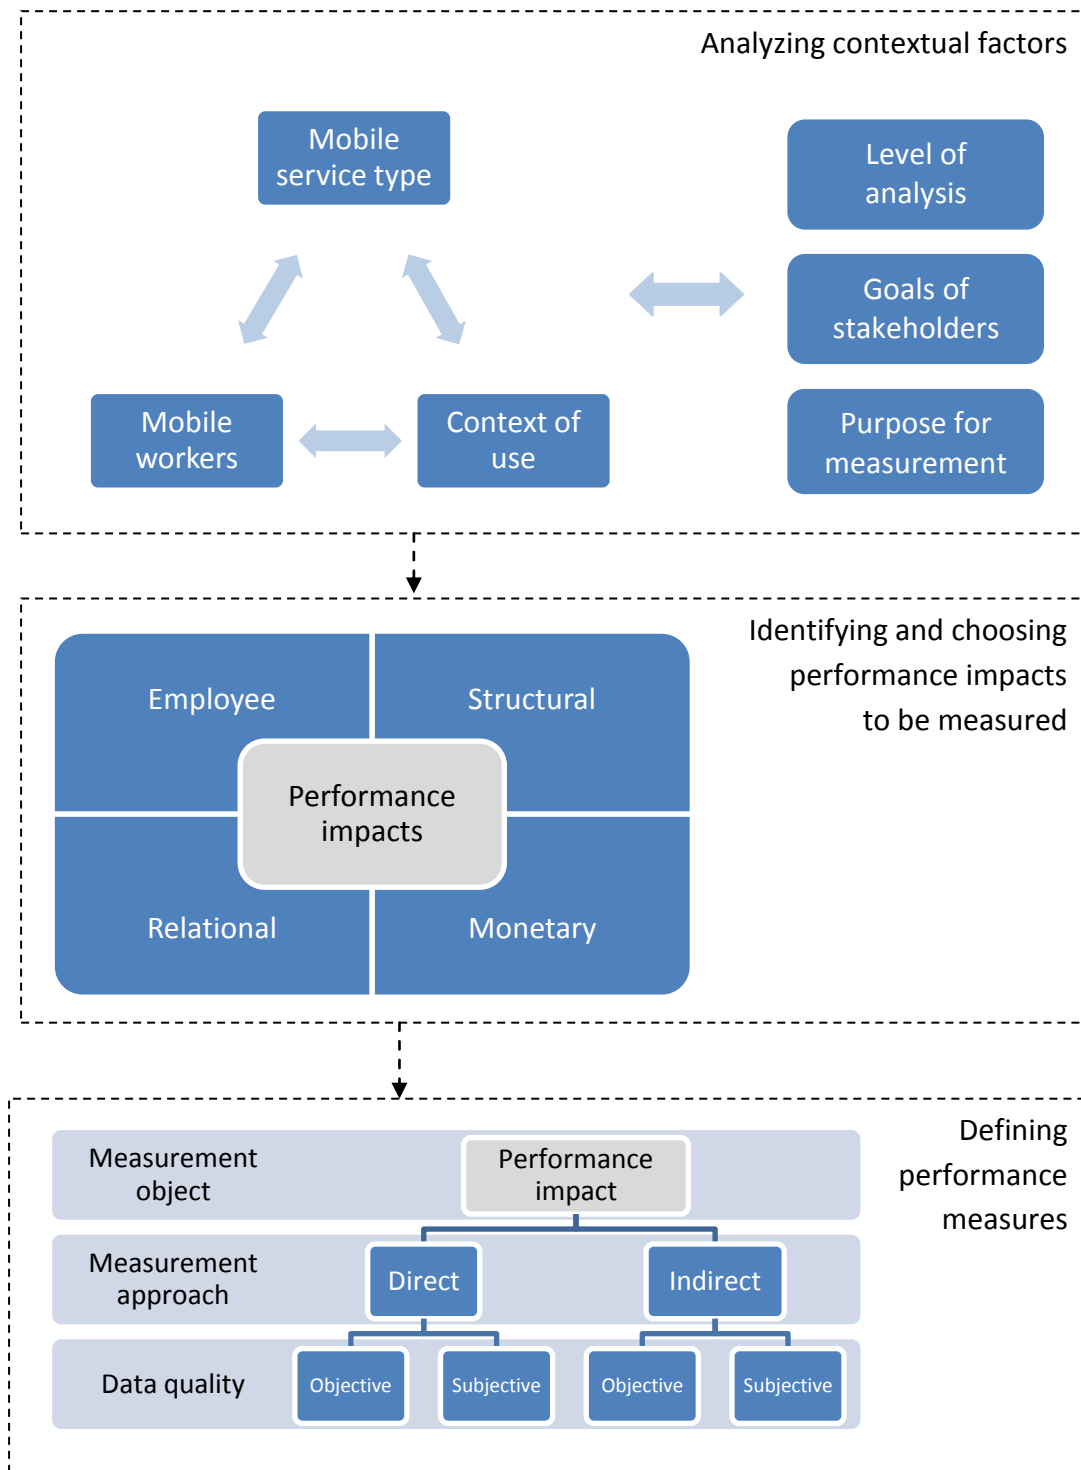 Analyzing contextual factors
Mobile
service type
Level of
analysis
Goals of
stakeholders
Mobile
workers
Context of
use
Purpose for
measurement
Identifying and choosing
performance impacts
to be measured
Employee
Structural
Performance
impacts
Relational
Monetary
Defining
performance
measures
Measurement
object
Performance
impact
Measurement
approach
Direct
Indirect
Data quality
Objective
Subjective
Objective
Subjective